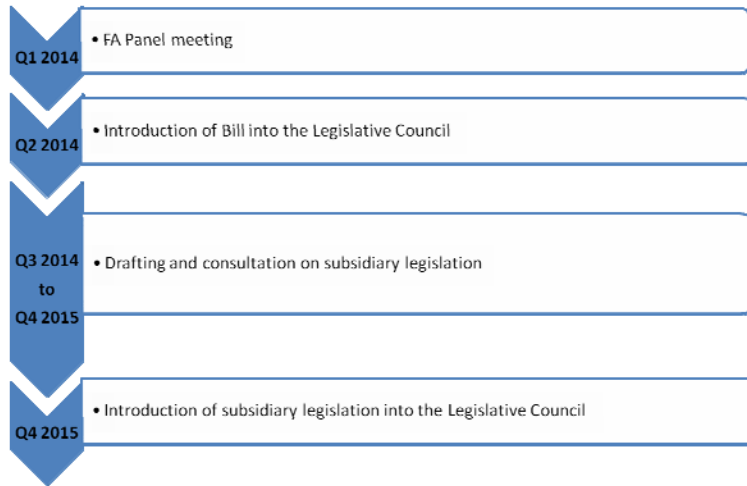 Q1 2014
• FA Panel meeting
Q2 2014
• Introduction of Bill into the Legislative Council
Q3 2014
to
Q4 2015
• Drafting and consultation on subsidiary legislation
Q4 2015
• Introduction of subsidiary legislation into the Legislative Council